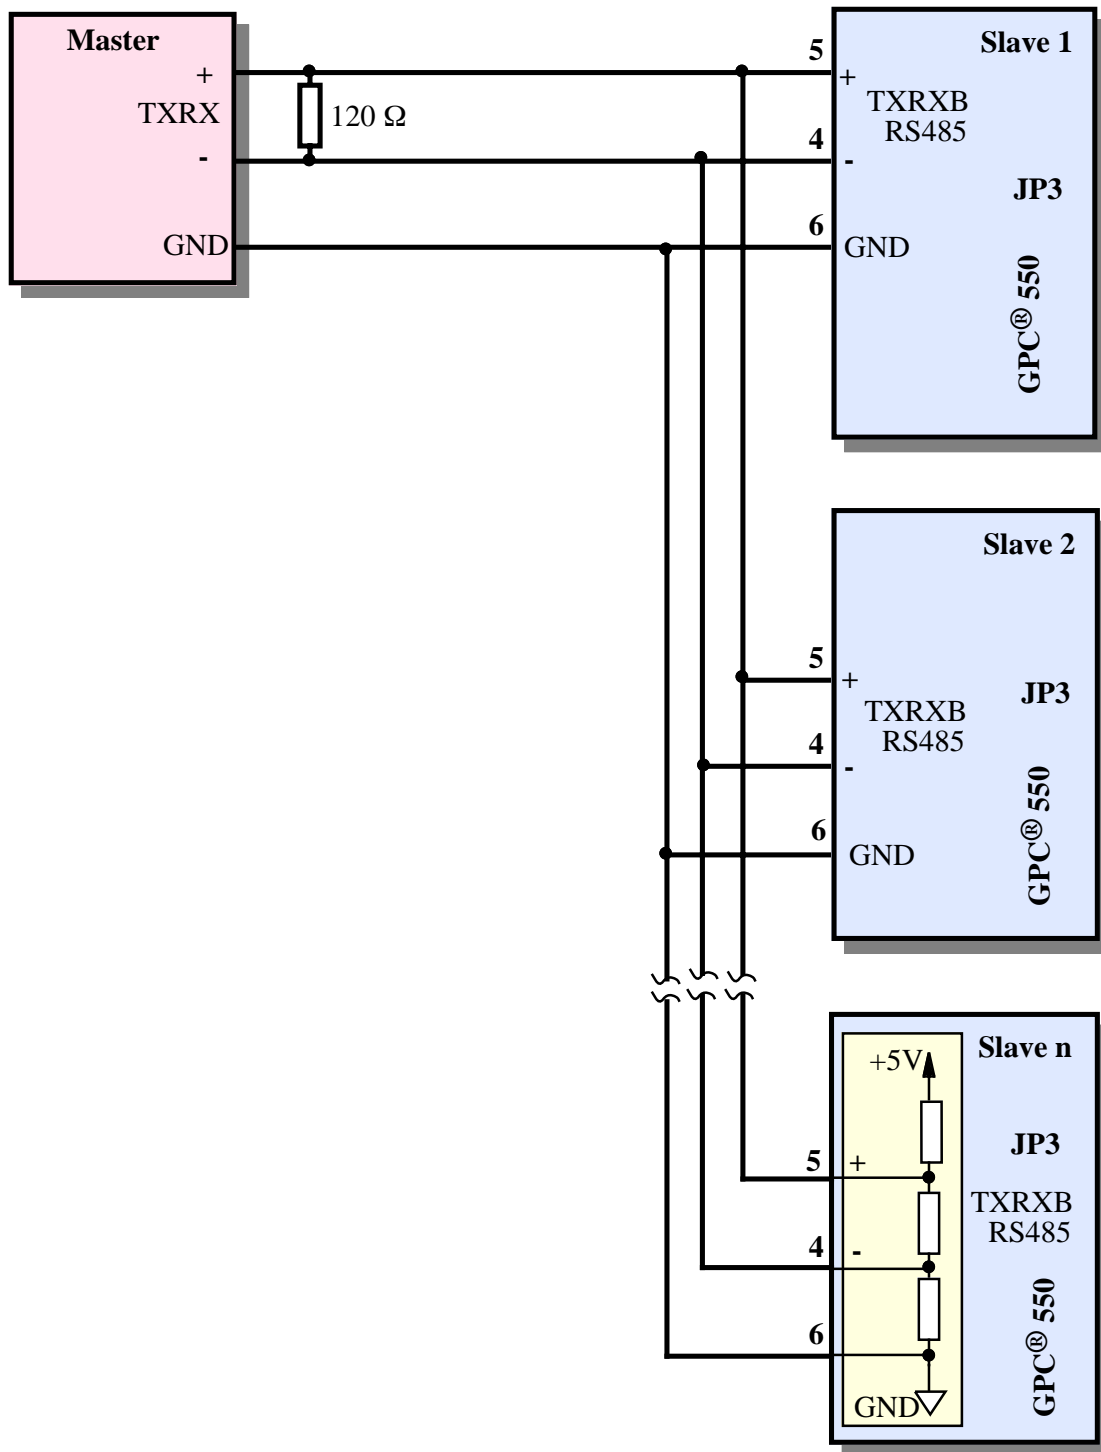 Master
+
TXRX
-
GND
120 Ω
Slave 1
5
+
TXRXB
RS485
4
-
JP3
6
GND
GPC® 550
Slave 2
5
+
JP3
TXRXB
RS485
4
-
6
GND
GPC® 550
Slave n
+5V
JP3
5
+
TXRXB
RS485
4
-
6
GPC® 550
GND